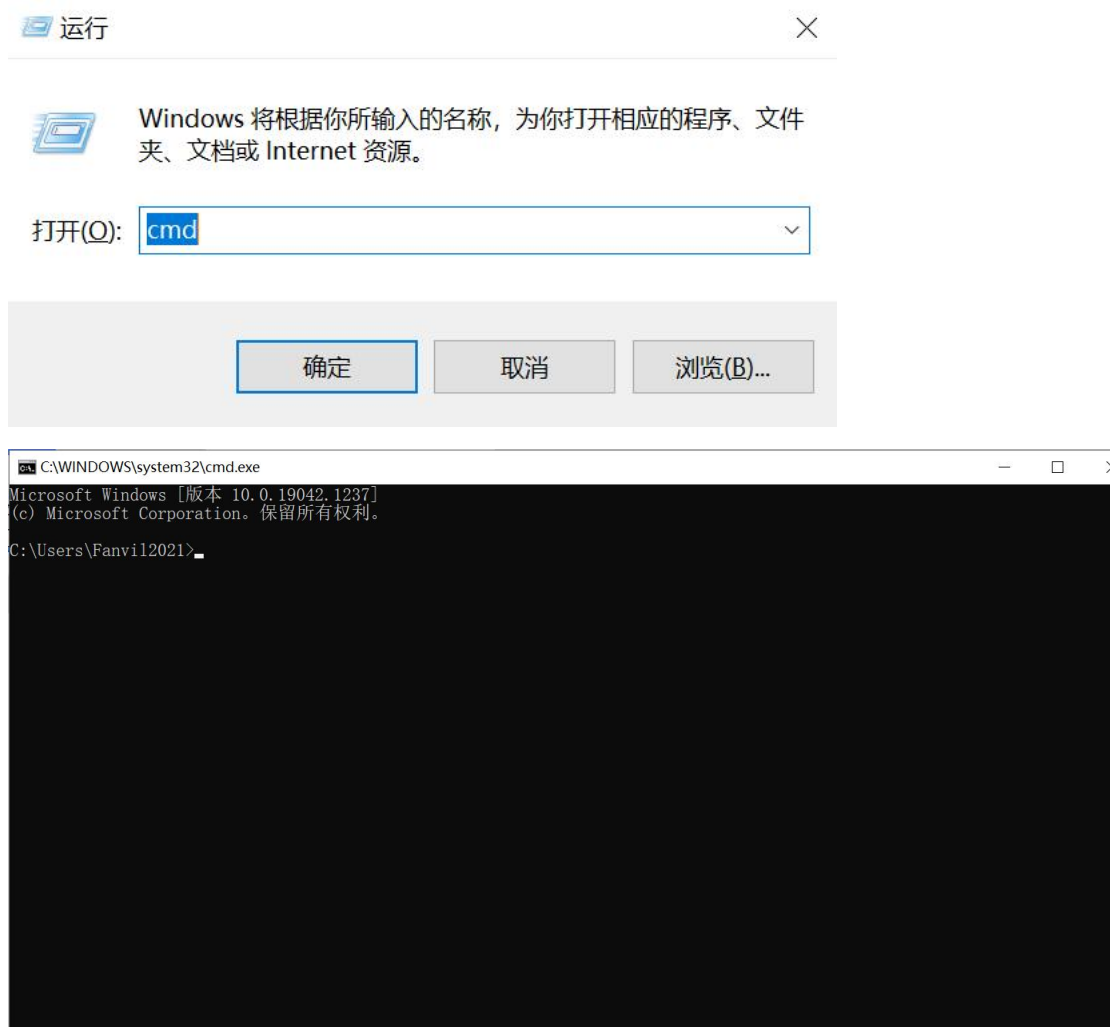 运行
Windows 将根据你所输入的名称，为你打开相应的程序、文件
夹、文档或 Internet 资源。
打开(O):
cmd
确定
取消
浏览(B)...
C:\WINDOWS\system32\cmd.exe
Microsoft Windows [版本 10.0.19042.1237]
(c) Microsoft Corporation。保留所有权利。
C:\Users\Fanvil2021>